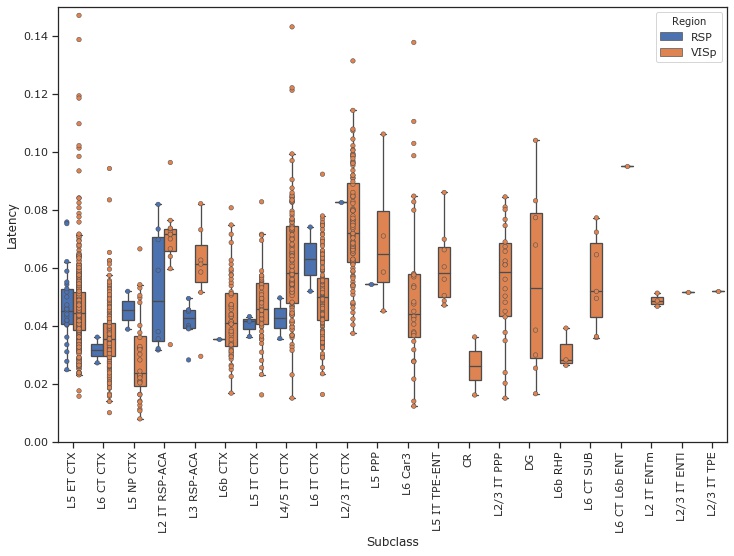 Region
RSP
VISp
0.14
0.12
0.10
0.08
0.06
0.04
0.02
0.00
Latency
L5 ET CTX
L6 CT CTX
L5 NP CTX
L2 IT RSP-ACA
L3 RSP-ACA
L6b CTX
L5 IT CTX
L4/5 IT CTX
L6 IT CTX
L2/3 IT CTX
L5 PPP
L6 Car3
L5 IT TPE-ENT
CR
L2/3 IT PPP
DG
L6b RHP
L6 CT SUB
L6 CT L6b ENT
L2 IT ENTm
L2/3 IT ENTl
L2/3 IT TPE
Subclass